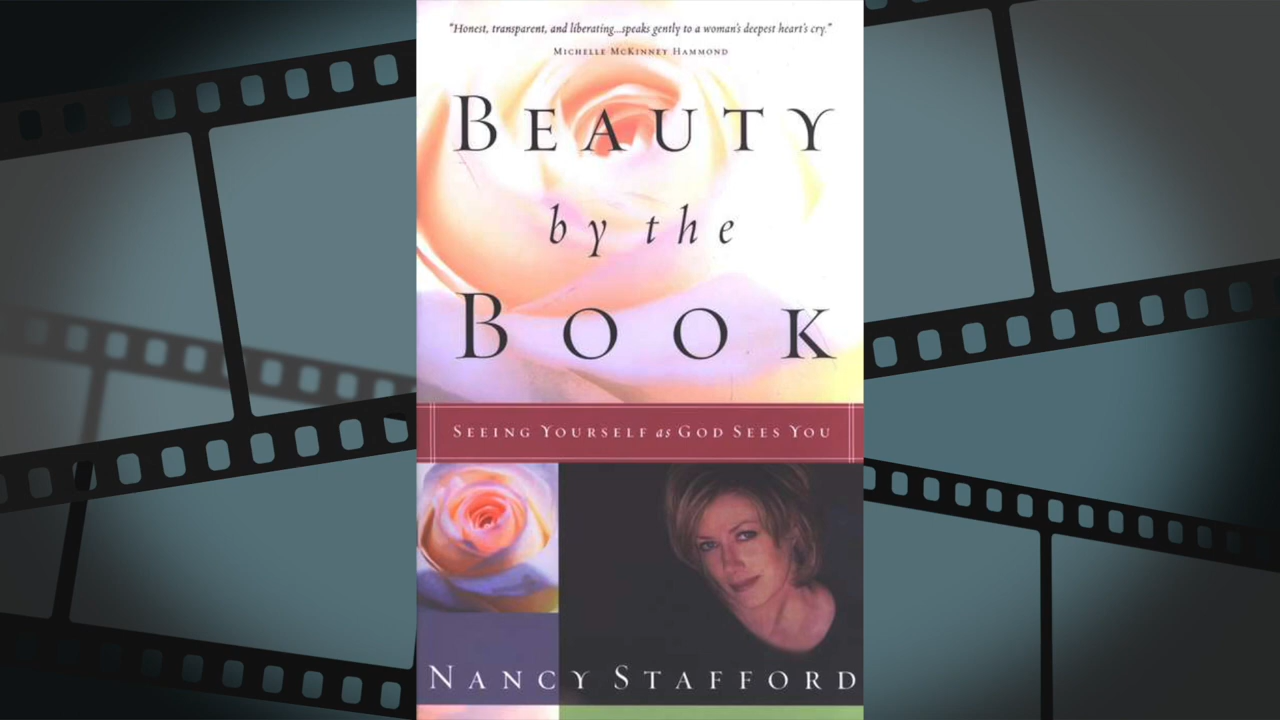 "Honest, transparent, and liberating...speaks gently to a woman's deepest heart's cry."
Michelle McKinney Hammond
Beauty
by the
Book
Seeing Yourself as God Sees You
Nancy Stafford